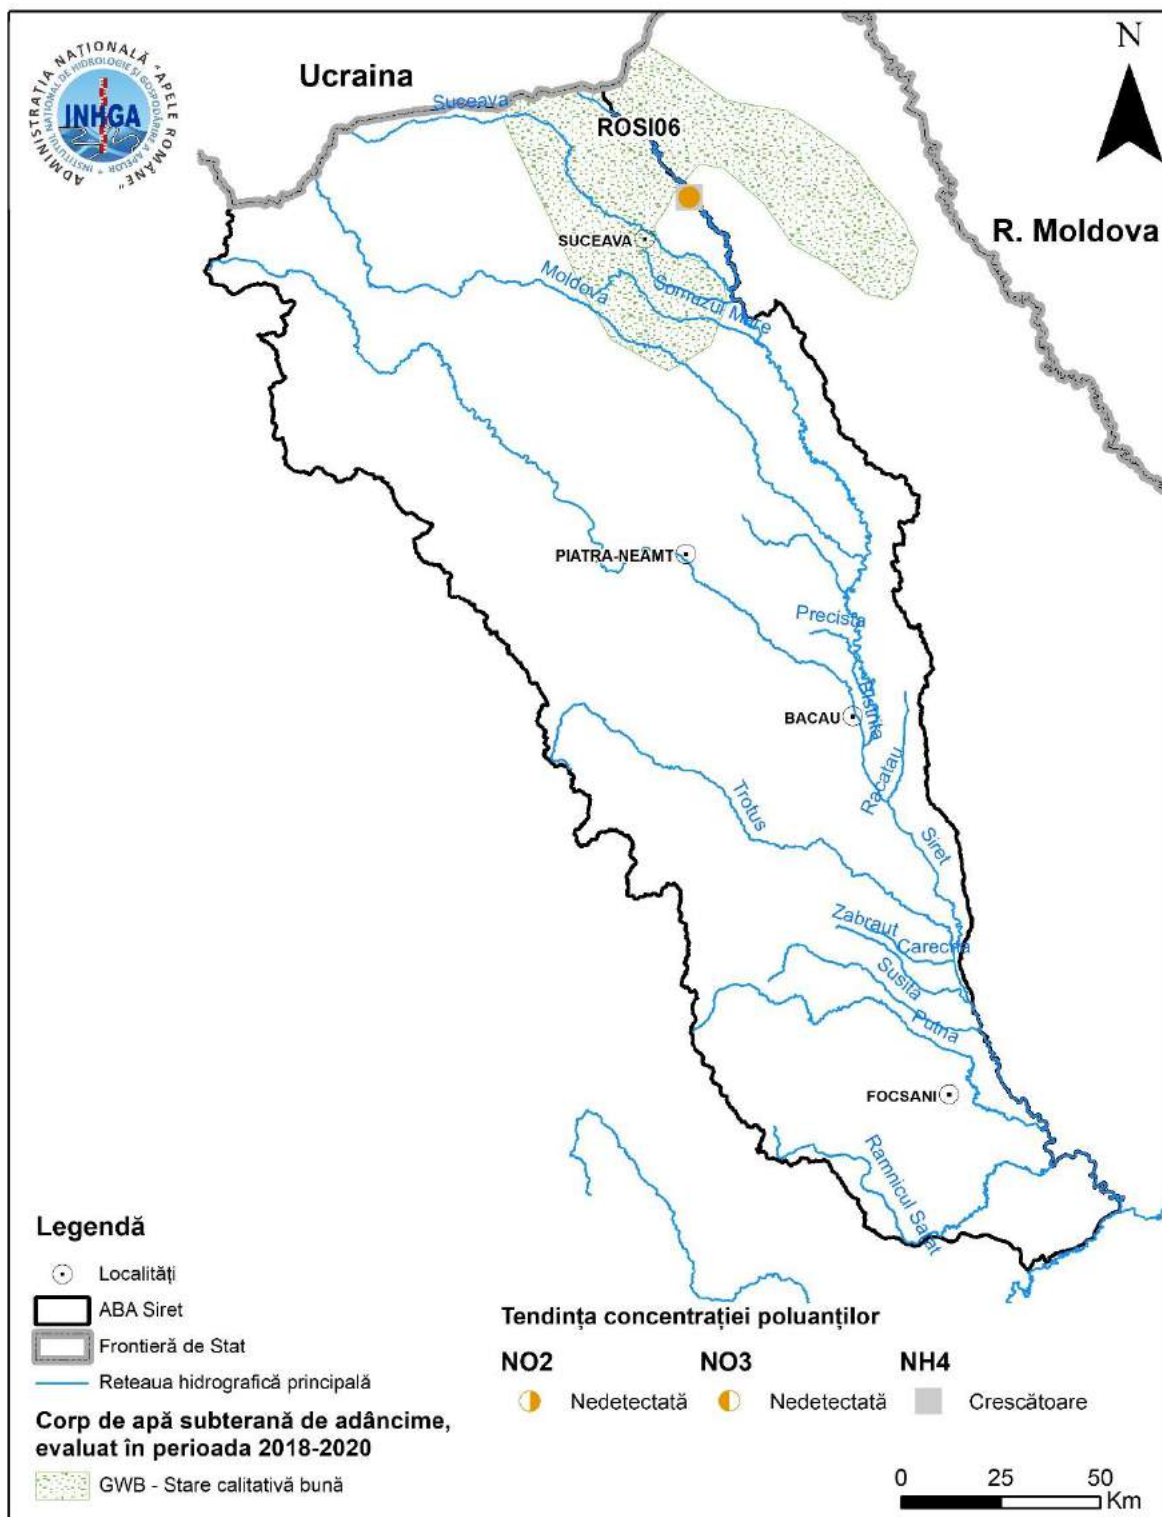 ADMINISTRAȚIA NAȚIONALĂ "APELE ROMÂNE"
INSTITUTUL NAȚIONAL DE HIDROLOGIE ȘI GOSPODĂRIRE A APELOR
INHGA
Ucraina
N
Suceava
ROSI06
R. Moldova
SUCEAVA
Moldova
Somuzul Mare
PIATRA-NEAMT
Precista
Bistrita
BACAU
Racatau
Trotus
Siret
Zabraut
Carecna
Susita
Putna
FOCSANI
Ramnicul Sarat
Legendă
Localități
ABA Siret
Frontieră de Stat
Reteaua hidrografică principală
Corp de apă subterană de adâncime,
evaluat în perioada 2018-2020
GWB - Stare calitativă bună
Tendința concentrației poluanților
NO2 NO3 NH4
Nedetectată Nedetectată Crescătoare
0 25 50
Km